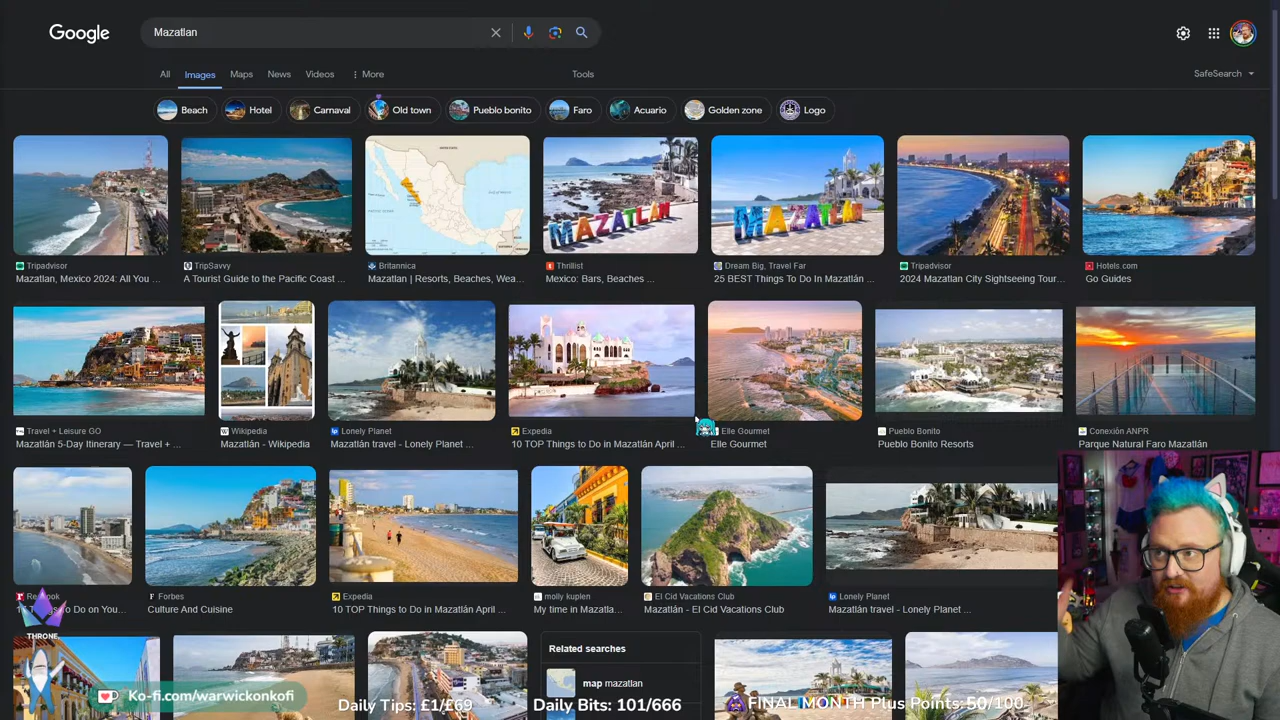 Google
Mazatlan
All
Images
Maps
News
Videos
More
Tools
SafeSearch
Beach
Hotel
Carnaval
Old town
Pueblo bonito
Faro
Acuario
Golden zone
Logo
MAZATLAN
MAZATLAN
Tripadvisor
Mazatlan, Mexico 2024: All You ...
TripSavvy
A Tourist Guide to the Pacific Coast ...
Britannica
Mazatlan | Resorts, Beaches, Wea...
Thrillist
Mexico: Bars, Beaches ...
Dream Big, Travel Far
25 BEST Things To Do In Mazatlán ...
Tripadvisor
2024 Mazatlan City Sightseeing Tour...
Hotels.com
Go Guides
Travel + Leisure GO
Mazatlán 5-Day Itinerary — Travel + ...
Wikipedia
Mazatlán - Wikipedia
Lonely Planet
Mazatlán travel - Lonely Planet ...
Expedia
10 TOP Things to Do in Mazatlán April ...
Elle Gourmet
Elle Gourmet
Pueblo Bonito
Pueblo Bonito Resorts
Conexión ANPR
Parque Natural Faro Mazatlán
to Do on You...
Forbes
Culture And Cuisine
Expedia
10 TOP Things to Do in Mazatlán April ...
molly kuplen
My time in Mazatla...
El Cid Vacations Club
Mazatlán - El Cid Vacations Club
Lonely Planet
Mazatlán travel - Lonely Planet ...
THRONE
Related searches
map mazatlan
Ko-fi.com/warwickonkofi
Daily Tips: £1/£69
Daily Bits: 101/666
FINAL MONTH Plus Points: 50/100